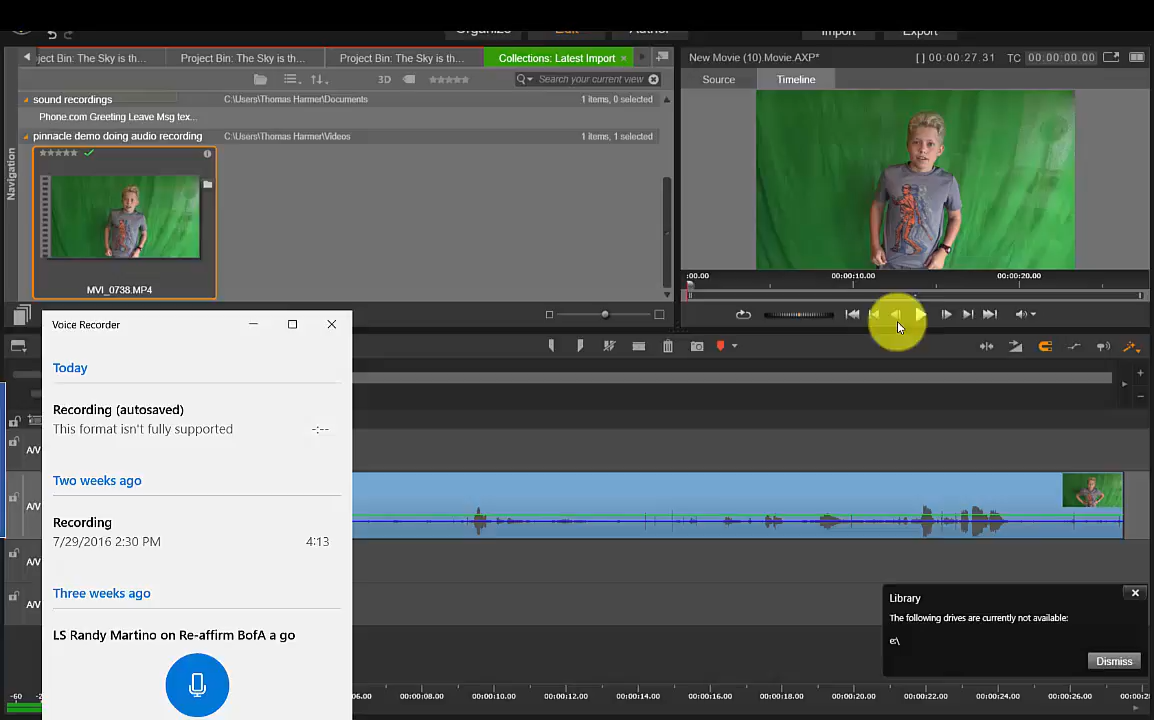 Organize Edit Author Import Export
ject Bin: The Sky is th... Project Bin: The Sky is th... Project Bin: The Sky is th... Collections: Latest Import ×
New Movie (10) Movie.AXP* [ ] 00:00:27.31 TC 00:00:00.00
3D Search your current view
Source Timeline
sound recordings C:\Users\Thomas Harmer\Documents 1 items, 0 selected
Phone.com Greeting Leave Msg tex...
pinnacle demo doing audio recording C:\Users\Thomas Harmer\Videos 1 items, 1 selected
Navigation
MVI_0738.MP4
:00.00 00:00:10.00 00:00:20.00
Voice Recorder
Today
Recording (autosaved)
This format isn't fully supported -:--
Two weeks ago
Recording
7/29/2016 2:30 PM 4:13
Three weeks ago
LS Randy Martino on Re-affirm BofA a go
A/V
A/V
A/V
A/V
Library
The following drives are currently not available:
e:\
Dismiss
-60 -2 06.00 00:00:08.00 00:00:10.00 00:00:12.00 00:00:14.00 00:00:16.00 00:00:18.00 00:00:20.00 00:00:22.00 00:00:24.00 00:00:26.00 00:00:2